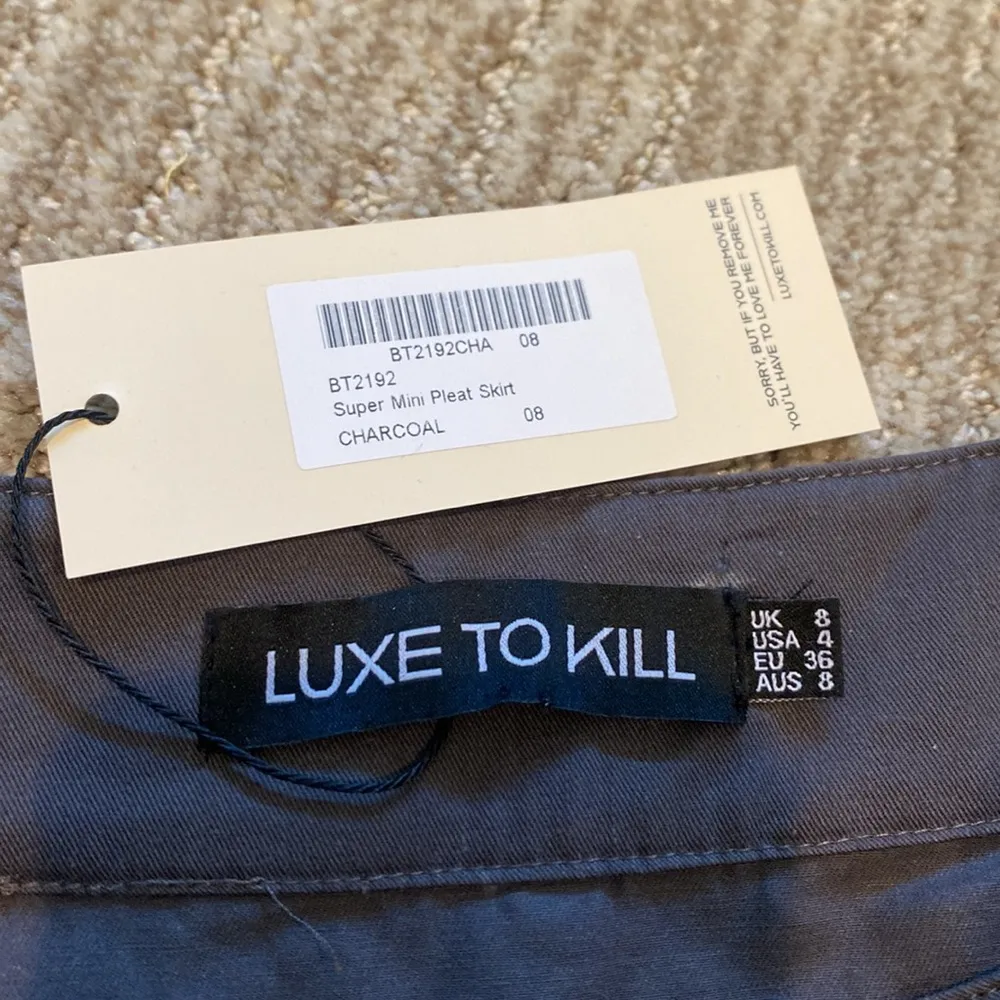 BT2192CHA 08
BT2192
Super Mini Pleat Skirt
CHARCOAL 08
SORRY, BUT IF YOU REMOVE ME
YOU'LL HAVE TO LOVE ME FOREVER
LUXETOKILL.COM
LUXE TO KILL
UK 8
USA 4
EU 36
AUS 8